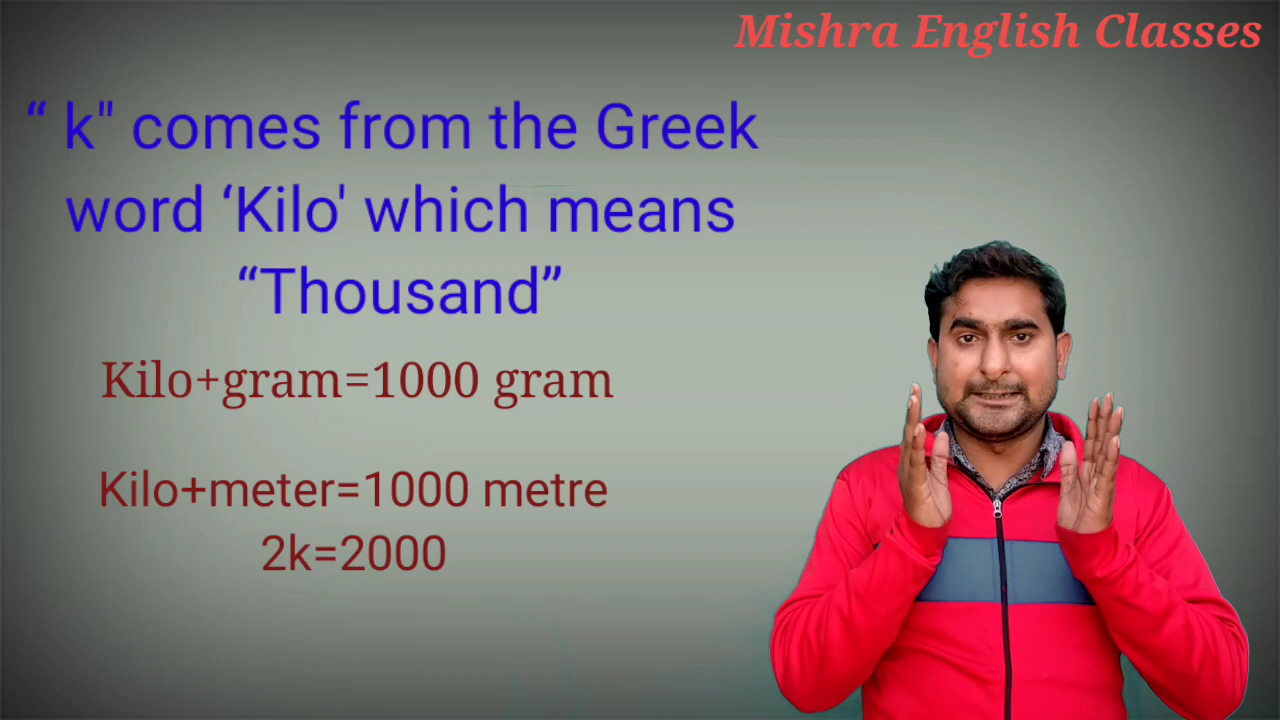 Mishra English Classes
“ k" comes from the Greek
word ‘Kilo' which means
“Thousand”
Kilo+gram=1000 gram
Kilo+meter=1000 metre
2k=2000